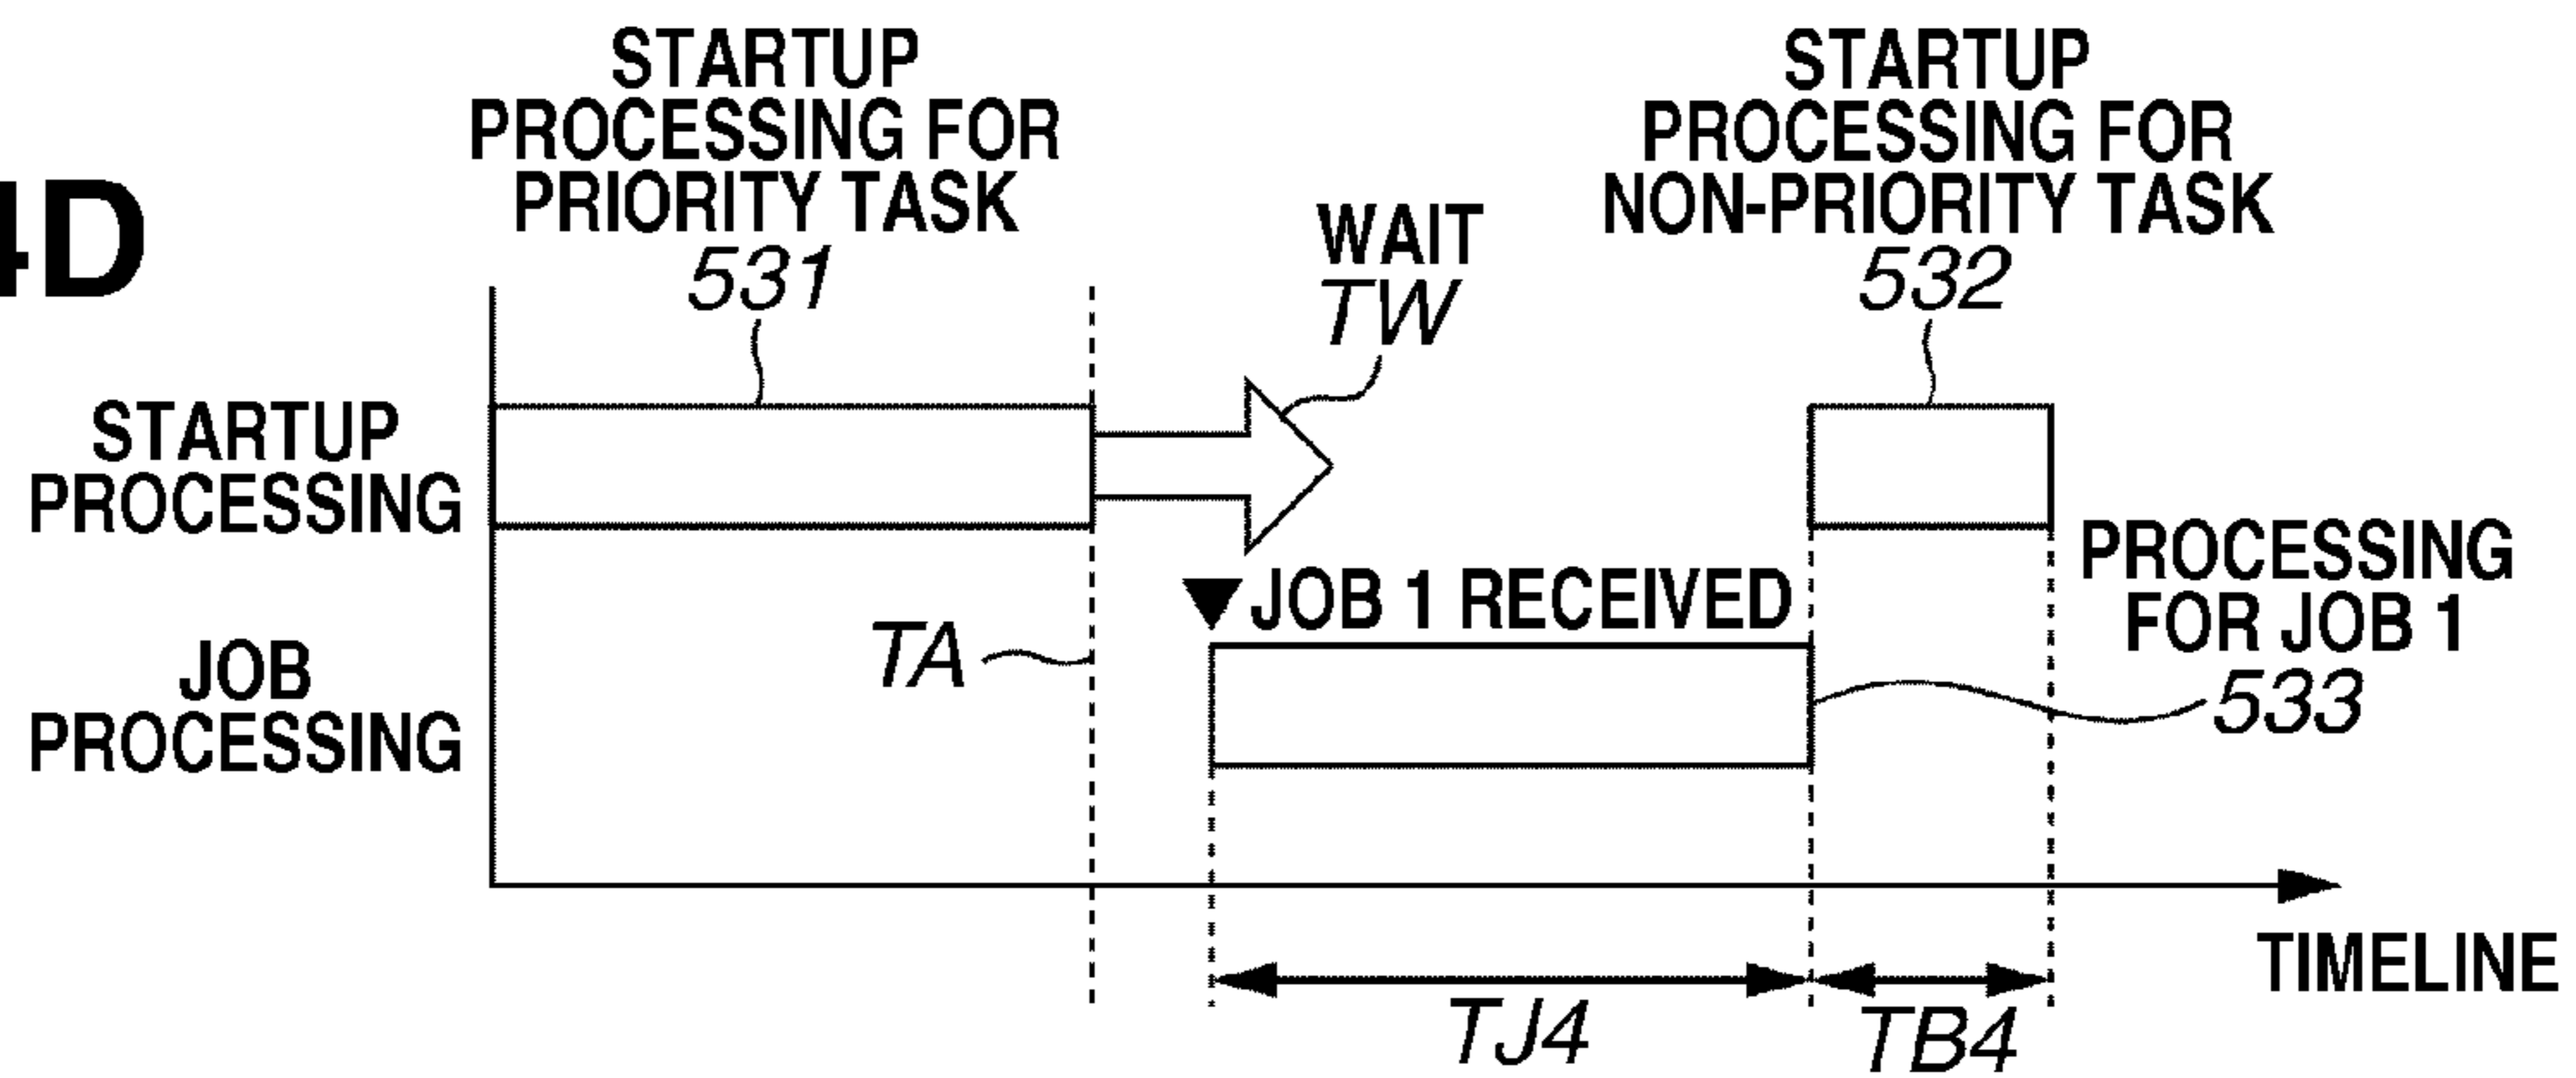 4D
STARTUP
PROCESSING FOR
PRIORITY TASK
531
WAIT
TW
STARTUP
PROCESSING FOR
NON-PRIORITY TASK
532
STARTUP
PROCESSING
JOB 1 RECEIVED
PROCESSING
FOR JOB 1
533
TA
JOB
PROCESSING
TIMELINE
TJ4
TB4